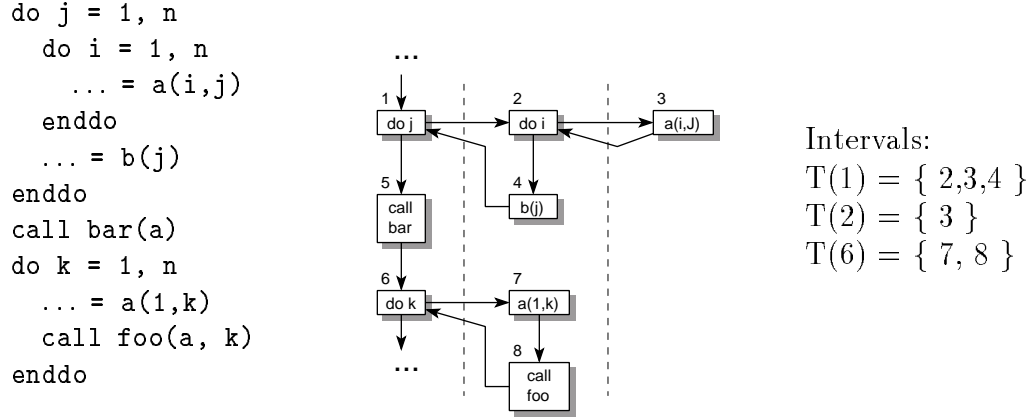 do j = 1, n
do i = 1, n
... = a(i,j)
enddo
... = b(j)
enddo
call bar(a)
do k = 1, n
... = a(1,k)
call foo(a, k)
enddo
...
1
do j
2
do i
3
a(i,J)
4
b(j)
5
call
bar
6
do k
7
a(1,k)
8
call
foo
...
Intervals:
T(1) = { 2,3,4 }
T(2) = { 3 }
T(6) = { 7, 8 }